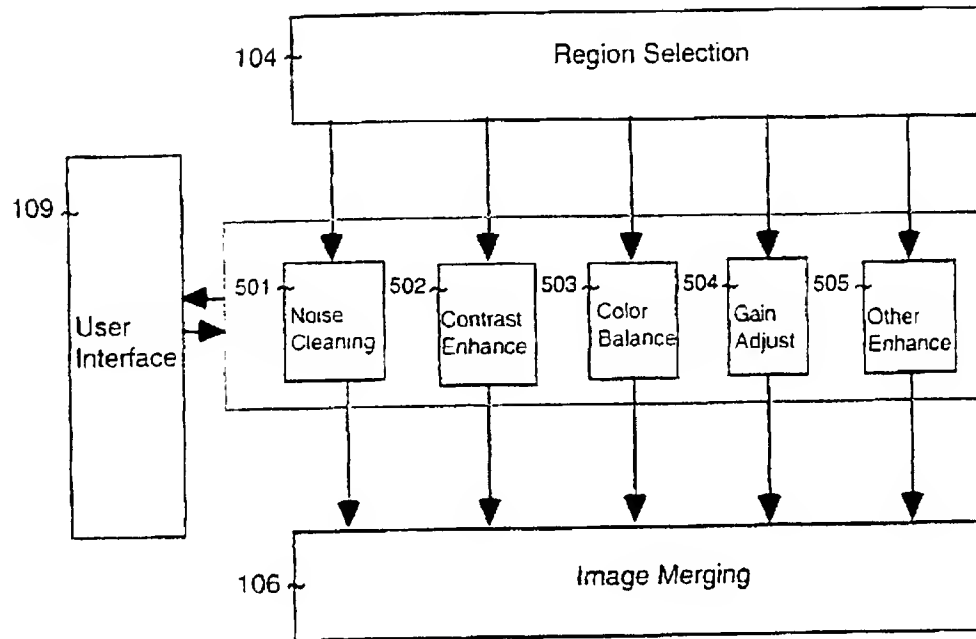 104
Region Selection
109
User
Interface
501
Noise
Cleaning
502
Contrast
Enhance
503
Color
Balance
504
Gain
Adjust
505
Other
Enhance
106
Image Merging